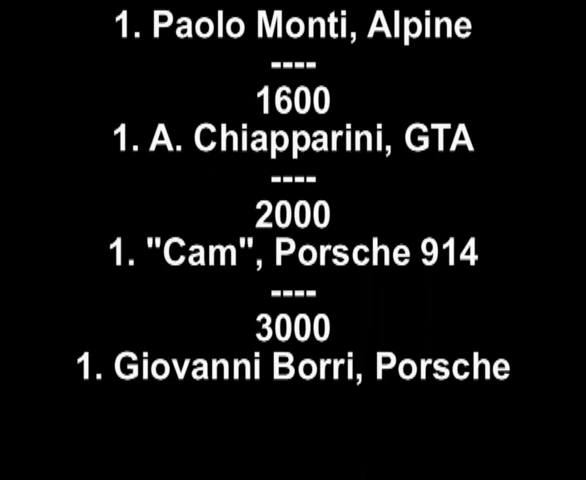 1. Paolo Monti, Alpine
----
1600
1. A. Chiapparini, GTA
----
2000
1. "Cam", Porsche 914
----
3000
1. Giovanni Borri, Porsche